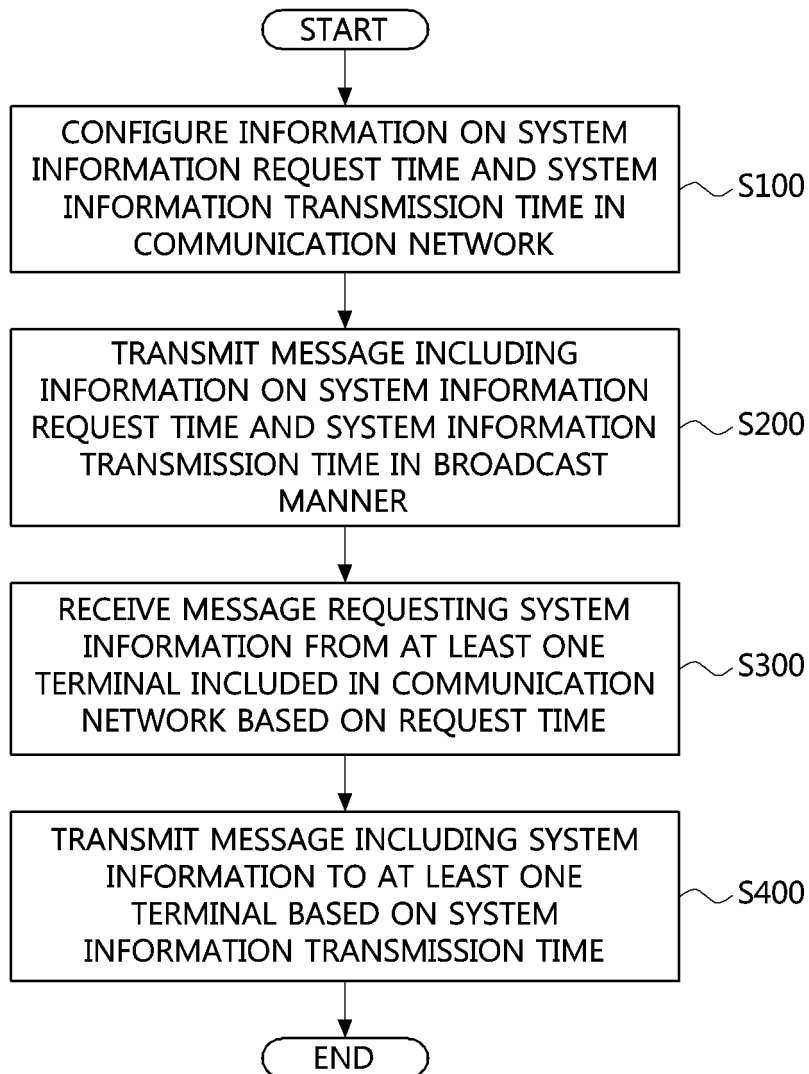 START
CONFIGURE INFORMATION ON SYSTEM
INFORMATION REQUEST TIME AND SYSTEM
INFORMATION TRANSMISSION TIME IN
COMMUNICATION NETWORK
S100
TRANSMIT MESSAGE INCLUDING
INFORMATION ON SYSTEM INFORMATION
REQUEST TIME AND SYSTEM INFORMATION
TRANSMISSION TIME IN BROADCAST
MANNER
S200
RECEIVE MESSAGE REQUESTING SYSTEM
INFORMATION FROM AT LEAST ONE
TERMINAL INCLUDED IN COMMUNICATION
NETWORK BASED ON REQUEST TIME
S300
TRANSMIT MESSAGE INCLUDING SYSTEM
INFORMATION TO AT LEAST ONE
TERMINAL BASED ON SYSTEM
INFORMATION TRANSMISSION TIME
S400
END